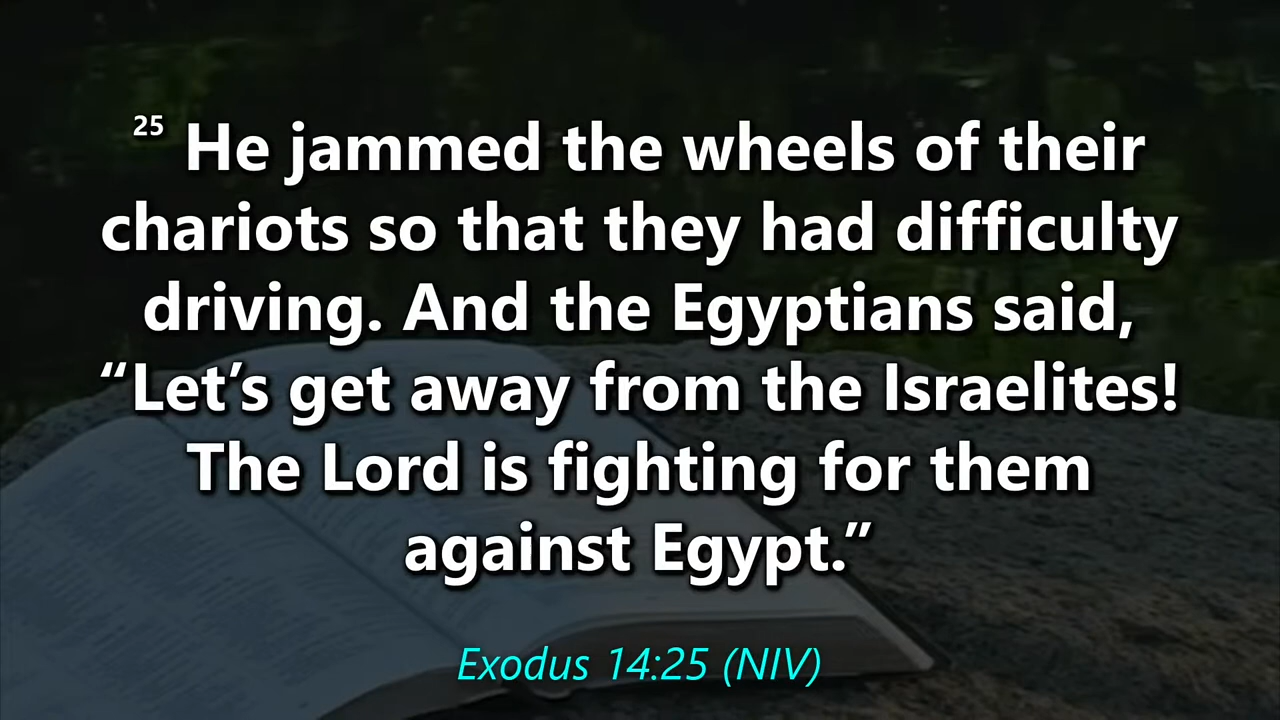 25 He jammed the wheels of their
chariots so that they had difficulty
driving. And the Egyptians said,
“Let’s get away from the Israelites!
The Lord is fighting for them
against Egypt.”
Exodus 14:25 (NIV)